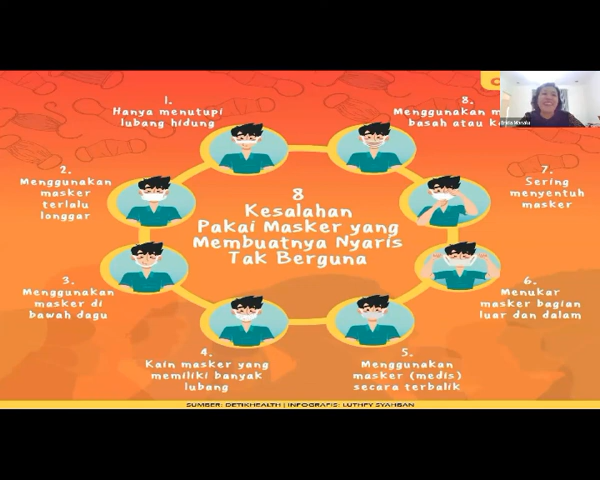 1.
Hanya menutupi
lubang hidung
2.
Menggunakan
masker
terlalu
longgar
3.
Menggunakan
masker di
bawah dagu
4.
Kain masker yang
memiliki banyak
lubang
5.
Menggunakan
masker (medis)
secara terbalik
6.
Menukar
masker bagian
luar dan dalam
7.
Sering
menyentuh
masker
8.
Menggunakan
basah atau
8
Kesalahan
Pakai Masker yang
Membuatnya Nyaris
Tak Berguna
SUMBER: DETIKHEALTH | INFOGRAFIS: LUTHFY SYAHBAN